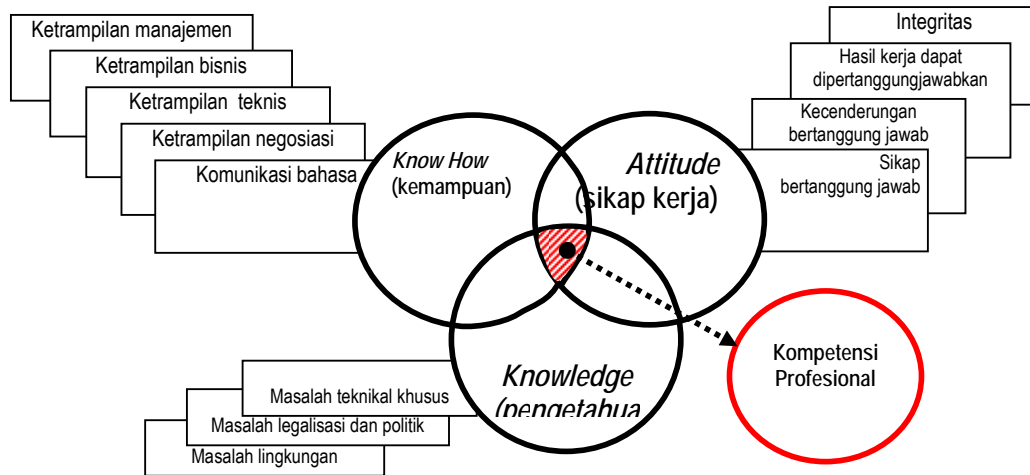 Ketrampilan manajemen
Ketrampilan bisnis
Ketrampilan teknis
Ketrampilan negosiasi
Komunikasi bahasa
Know How
(kemampuan)
Attitude
(sikap kerja)
Integritas
Hasil kerja dapat
dipertanggungjawabkan
Kecenderungan
bertanggung jawab
Sikap
bertanggung jawab
Knowledge
(pengetahua
Masalah teknikal khusus
Masalah legalisasi dan politik
Masalah lingkungan
Kompetensi
Profesional